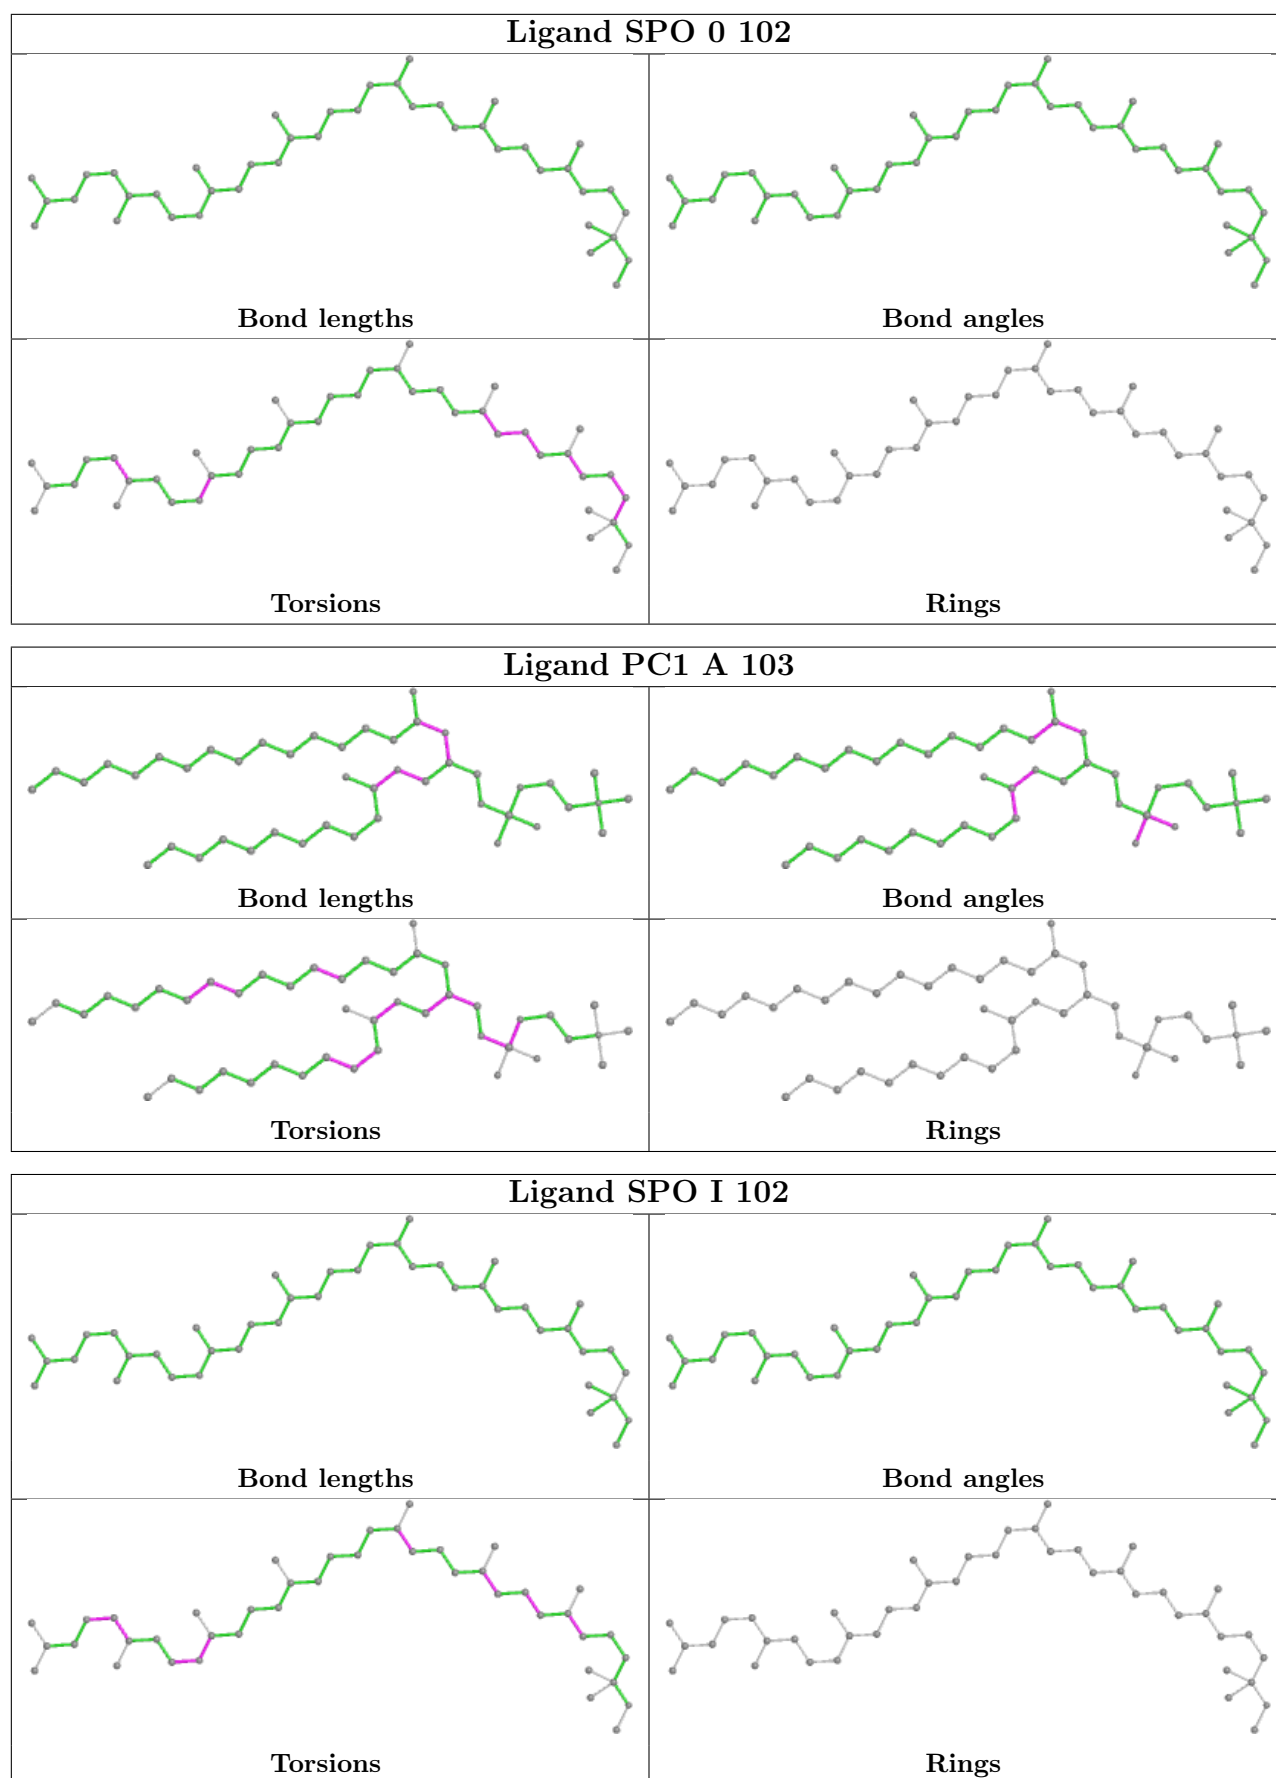 Ligand SPO 0 102
Bond lengths
Bond angles
Torsions
Rings
Ligand PC1 A 103
Bond lengths
Bond angles
Torsions
Rings
Ligand SPO I 102
Bond lengths
Bond angles
Torsions
Rings